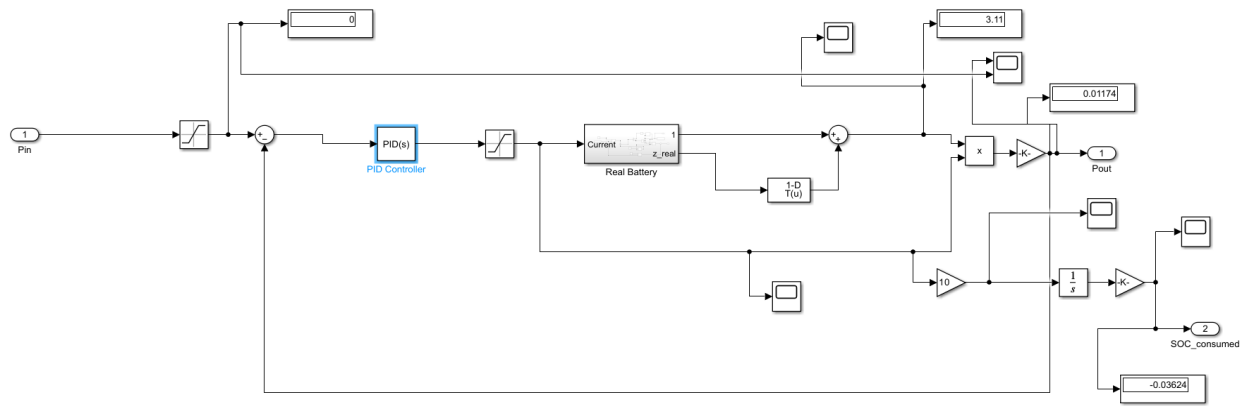 0
3.11
0.01174
1
Pin
+
−
PID(s)
PID Controller
Current
1
z_real
Real Battery
+
+
1-D
T(u)
x
-K-
1
Pout
10
1
s
-K-
2
SOC_consumed
-0.03624